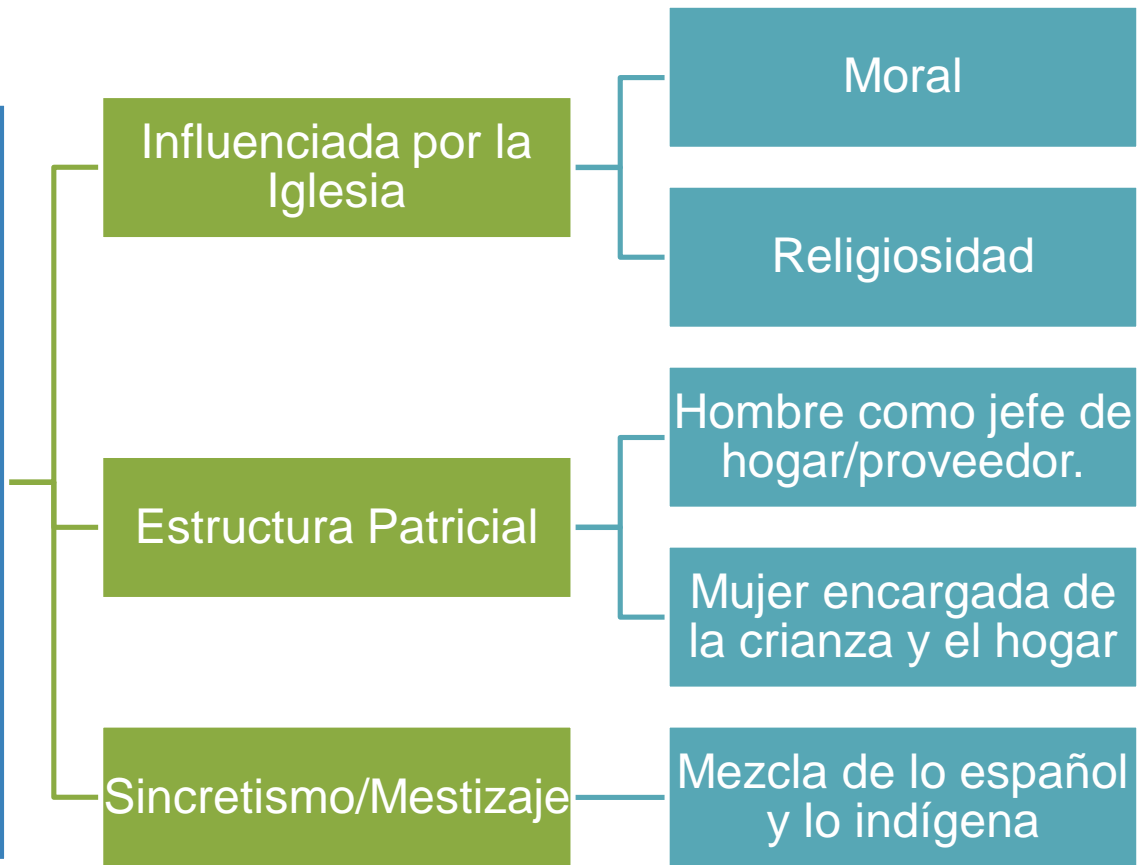 Influenciada por la
Iglesia
Moral
Religiosidad
Estructura Patricial
Hombre como jefe de
hogar/proveedor.
Mujer encargada de
la crianza y el hogar
Sincretismo/Mestizaje
Mezcla de lo español
y lo indígena